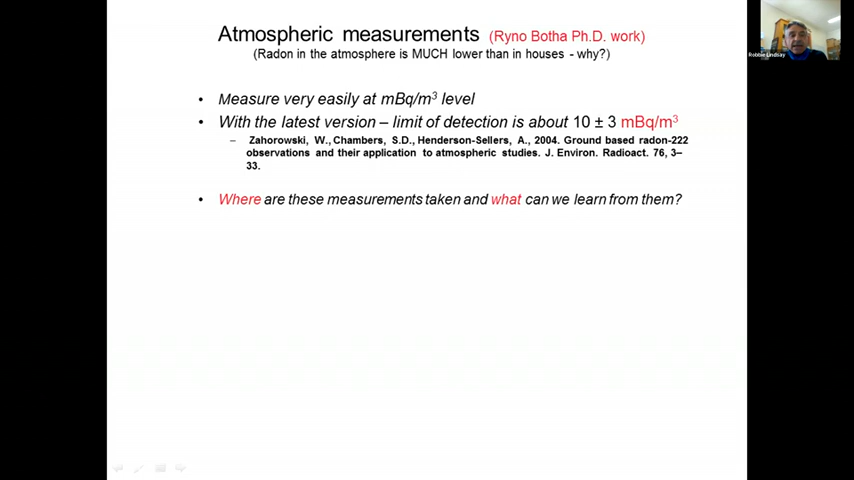 Atmospheric measurements (Ryno Botha Ph.D. work)
(Radon in the atmosphere is MUCH lower than in houses - why?)
• Measure very easily at mBq/m³ level
• With the latest version – limit of detection is about 10 ± 3 mBq/m³
– Zahorowski, W., Chambers, S.D., Henderson-Sellers, A., 2004. Ground based radon-222
observations and their application to atmospheric studies. J. Environ. Radioact. 76, 3–
33.
• Where are these measurements taken and what can we learn from them?
Robbie Lindsay